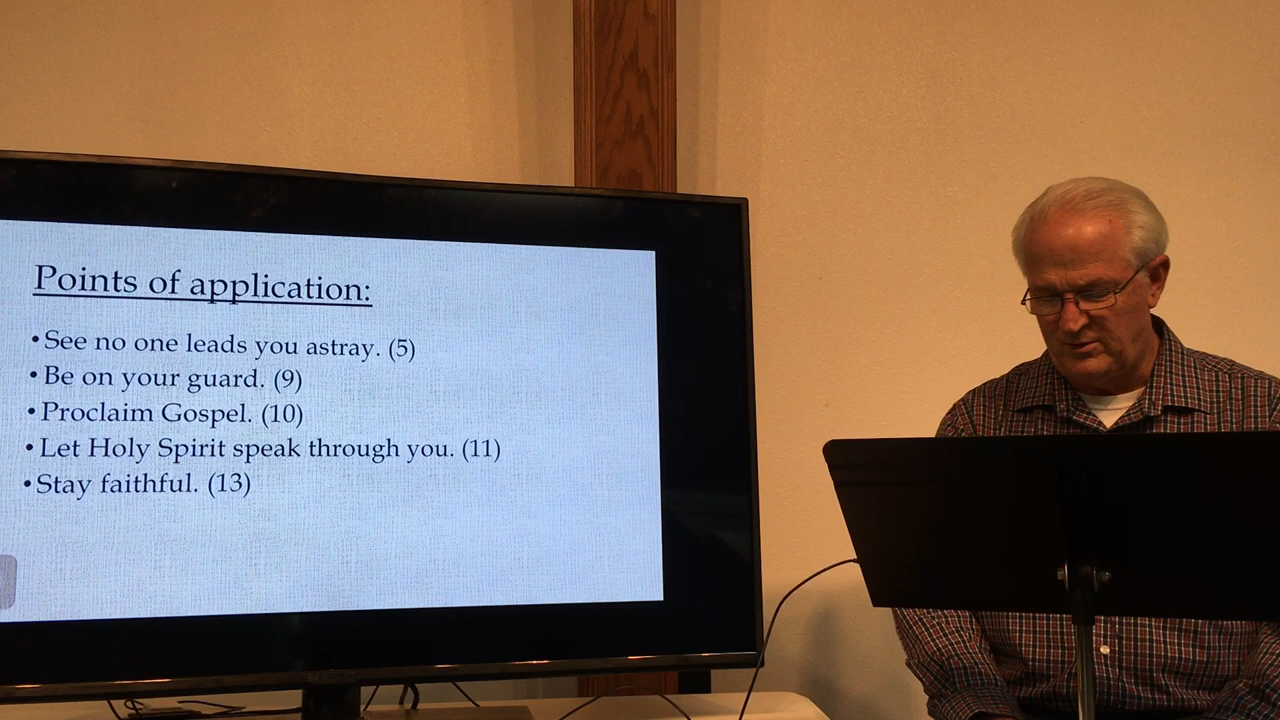 Points of application:
•See no one leads you astray. (5)
•Be on your guard. (9)
•Proclaim Gospel. (10)
•Let Holy Spirit speak through you. (11)
•Stay faithful. (13)